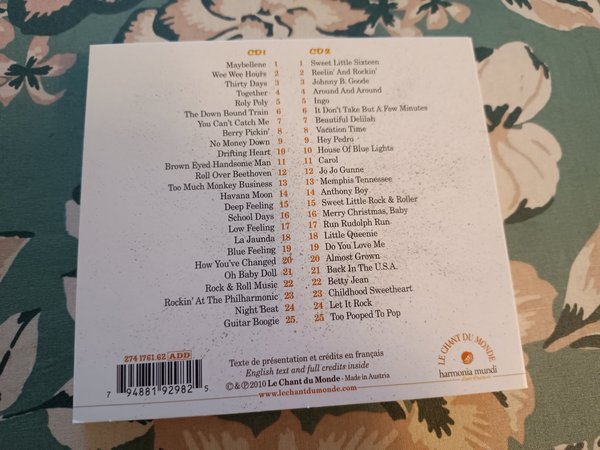 CD1
Maybellene 1
Wee Wee Hours 2
Thirty Days 3
Together 4
Roly Poly 5
The Down Bound Train 6
You Can't Catch Me 7
Berry Pickin' 8
No Money Down 9
Drifting Heart 10
Brown Eyed Handsome Man 11
Roll Over Beethoven 12
Too Much Monkey Business 13
Havana Moon 14
Deep Feeling 15
School Days 16
Low Feeling 17
La Jaunda 18
Blue Feeling 19
How You've Changed 20
Oh Baby Doll 21
Rock & Roll Music 22
Rockin' At The Philharmonic 23
Night Beat 24
Guitar Boogie 25
CD2
1 Sweet Little Sixteen
2 Reelin' And Rockin'
3 Johnny B. Goode
4 Around And Around
5 Ingo
6 It Don't Take But A Few Minutes
7 Beautiful Delilah
8 Vacation Time
9 Hey Pedro
10 House Of Blue Lights
11 Carol
12 Jo Jo Gunne
13 Memphis Tennessee
14 Anthony Boy
15 Sweet Little Rock & Roller
16 Merry Christmas, Baby
17 Run Rudolph Run
18 Little Queenie
19 Do You Love Me
20 Almost Grown
21 Back In The U.S.A.
22 Betty Jean
23 Childhood Sweetheart
24 Let It Rock
25 Too Pooped To Pop
274 1761.62 ADD
7 94881 92982 5
Texte de présentation et crédits en français
English text and full credits inside
©&℗2010 Le Chant du Monde · Made in Austria
www.lechantdumonde.com
LE CHANT DU MONDE
harmonia mundi